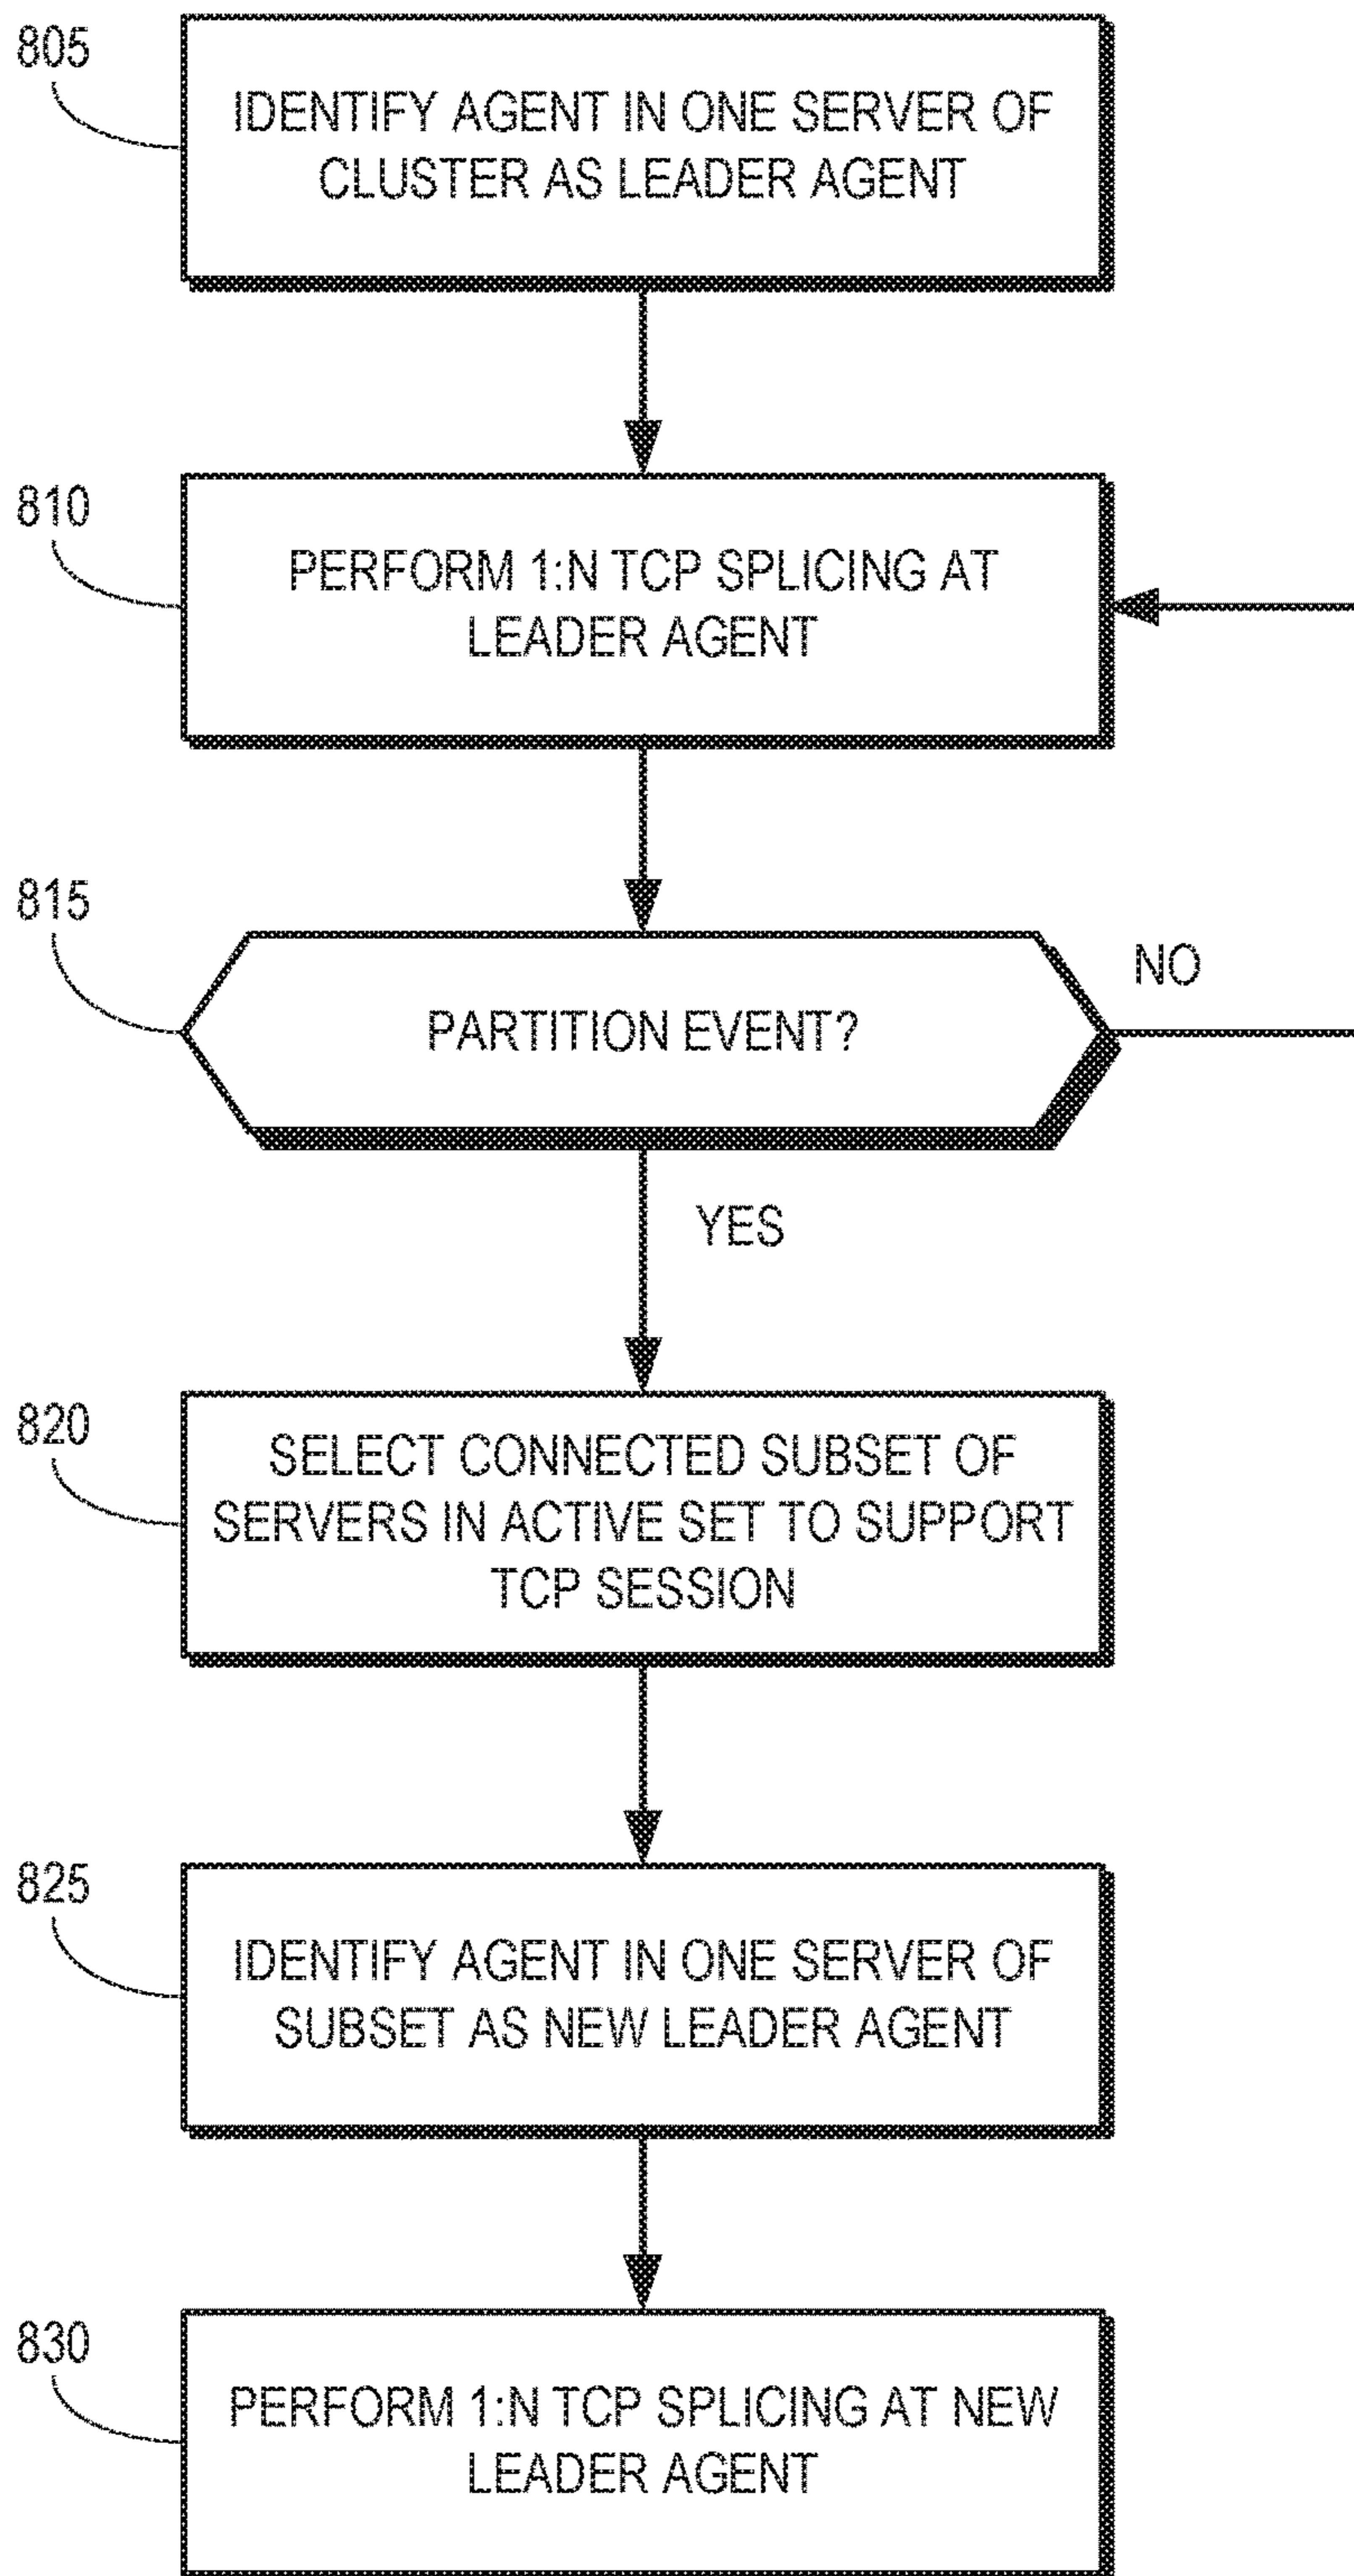 805
IDENTIFY AGENT IN ONE SERVER OF
CLUSTER AS LEADER AGENT
810
PERFORM 1:N TCP SPLICING AT
LEADER AGENT
815
PARTITION EVENT?
NO
YES
820
SELECT CONNECTED SUBSET OF
SERVERS IN ACTIVE SET TO SUPPORT
TCP SESSION
825
IDENTIFY AGENT IN ONE SERVER OF
SUBSET AS NEW LEADER AGENT
830
PERFORM 1:N TCP SPLICING AT NEW
LEADER AGENT